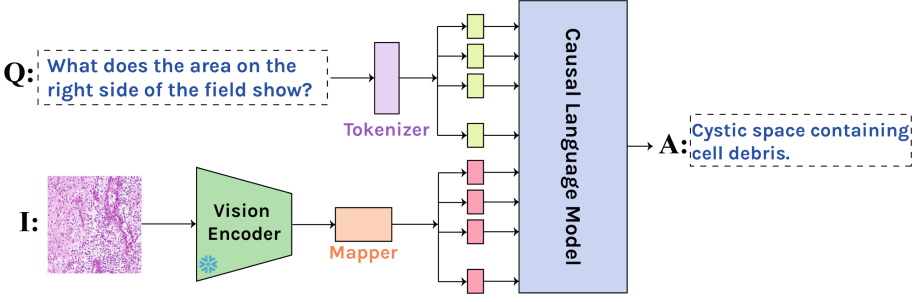 Q:
What does the area on the
right side of the field show?
Tokenizer
Causal Language Model
A:
Cystic space containing
cell debris.
I:
Vision
Encoder
Mapper